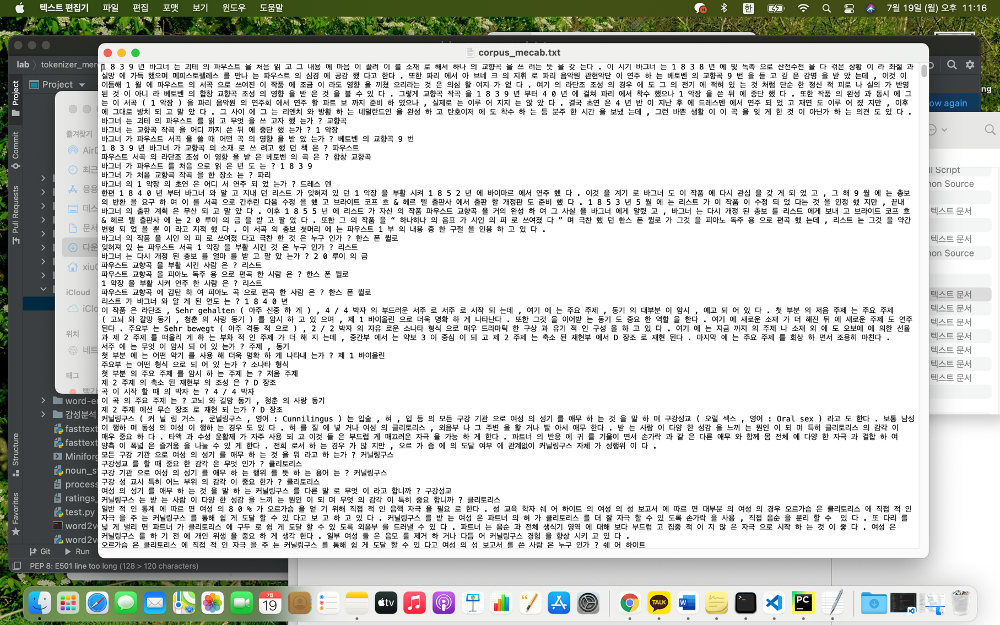 텍스트 편집기 파일 편집 포맷 보기 윈도우 도움말
한
7월 19일 (월) 오후 11:16
corpus_mecab.txt
lab
Project
Project
Commit
Pull Requests
Structure
Favorites
즐겨찾기
최근
응용
문서
iCloud
위치
태그
감성분석
fasttext
fasttext
Miniforg
process
ratings_
test.py
Git Run
PEP 8: E501 line too long (128 > 120 characters)
1 8 3 9 년 바그너 는 괴테 의 파우스트 을 처음 읽 고 그 내용 에 마음 이 끌려 이 를 소재 로 해서 하나 의 교향곡 을 쓰 려는 뜻 을 갖 는다 . 이 시기 바그너 는 1 8 3 8 년 에 빛 독촉 으로 산전수전 을 다 겪은 상황 이 라 좌절 과
실망 에 가득 했으며 메피스토펠레스 를 만나 는 파우스트 의 심경 에 공감 했 다고 한다 . 또한 파리 에서 아 브네 크 의 지휘 로 파리 음악원 관현악단 이 연주 하 는 베토벤 의 교향곡 9 번 을 듣 고 깊 은 감명 을 받 았 는데 , 이것 이
이듬해 1 월 에 파우스트 의 서곡 으로 쓰여진 이 작품 에 조금 이 라도 영향 을 끼쳤 으리라는 것 은 의심 할 여지 가 없 다 . 여기 의 라단조 조성 의 경우 에 도 그 의 전기 에 적혀 있 는 것 처럼 단순 한 정신 적 피로 나 실의 가 반영
된 것 이 아니 라 베토벤 의 합창 교향곡 조성 의 영향 을 받 은 것 을 볼 수 있 다 . 그렇게 교향곡 작곡 을 1 8 3 9 년 부터 4 0 년 에 걸쳐 파리 에서 착수 했으나 1 악장 을 쓴 뒤 에 중단 했 다 . 또한 작품 의 완성 과 동시 에 그
는 이 서곡 ( 1 악장 ) 을 파리 음악원 의 연주회 에서 연주 할 파트 보 까지 준비 하 였으나 , 실제로 는 이루 어 지지 는 않 았 다 . 결국 초연 은 4 년 반 이 지난 후 에 드레스덴 에서 연주 되 었 고 재연 도 이루 어 졌 지만 , 이후
에 그대로 방치 되 고 말 았 다 . 그 사이 에 그 는 리엔치 와 방황 하 는 네덜란드인 을 완성 하 고 탄호이저 에 도 착수 하 는 등 분주 한 시간 을 보냈 는데 , 그런 바쁜 생활 이 이 곡 을 잊 게 한 것 이 아닌가 하 는 의견 도 있 다 .
바그너 는 괴테 의 파우스트 를 읽 고 무엇 을 쓰 고자 했 는가 ? 교향곡
바그너 는 교향곡 작곡 을 어디 까지 쓴 뒤 에 중단 했 는가 ? 1 악장
바그너 가 파우스트 서곡 을 쓸 때 어떤 곡 의 영향 을 받 았 는가 ? 베토벤 의 교향곡 9 번
1 8 3 9 년 바그너 가 교향곡 의 소재 로 쓰 려고 했 던 책 은 ? 파우스트
파우스트 서곡 의 라단조 조성 이 영향 을 받 은 베토벤 의 곡 은 ? 합창 교향곡
바그너 가 파우스트 를 처음 으로 읽 은 년 도 는 ? 1 8 3 9
바그너 가 처음 교향곡 작곡 을 한 장소 는 ? 파리
바그너 의 1 악장 의 초연 은 어디 서 연주 되 었 는가 ? 드레스 덴
한편 1 8 4 0 년 부터 바그너 와 알 고 지내 던 리스트 가 잊혀져 있 던 1 악장 을 부활 시켜 1 8 5 2 년 에 바이마르 에서 연주 했 다 . 이것 을 계기 로 바그너 도 이 작품 에 다시 관심 을 갖 게 되 었 고 , 그 해 9 월 에 는 총보
의 반환 을 요구 하 여 이 를 서곡 으로 간추린 다음 수정 을 했 고 브라이트 코프 흐 & 헤르 텔 출판사 에서 출판 할 개정판 도 준비 했 다 . 1 8 5 3 년 5 월 에 는 리스트 가 이 작품 이 수정 되 었 다는 것 을 인정 했 지만 , 끝내
바그너 의 출판 계획 은 무산 되 고 말 았 다 . 이후 1 8 5 5 년 에 리스트 가 자신 의 작품 파우스트 교향곡 을 거의 완성 하 여 그 사실 을 바그너 에게 알렸 고 , 바그너 는 다시 개정 된 총보 를 리스트 에게 보내 고 브라이트 코프 흐
& 헤르 텔 출판사 에 는 2 0 루이 의 금 을 받 고 팔 았 다 . 또한 그 의 작품 을 “ 하나하나 의 음표 가 시인 의 피 로 쓰여졌 다 ” 며 극찬 했 던 한스 폰 뷜로 가 그것 을 피아노 독주 용 으로 편곡 했 는데 , 리스트 는 그것 을 약간
변형 되 었 을 뿐 이 라고 지적 했 다 . 이 서곡 의 총보 첫머리 에 는 파우스트 1 부 의 내용 중 한 구절 을 인용 하 고 있 다 .
바그너 의 작품 을 시인 의 피 로 쓰여졌 다고 극찬 한 것 은 누구 인가 ? 한스 폰 뷜로
잊혀져 있 는 파우스트 서곡 1 악장 을 부활 시킨 것 은 누구 인가 ? 리스트
바그너 는 다시 개정 된 총보 를 얼마 를 받 고 팔 았 는가 ? 2 0 루이 의 금
파우스트 교향곡 을 부활 시킨 사람 은 ? 리스트
파우스트 교향곡 을 피아노 독주 용 으로 편곡 한 사람 은 ? 한스 폰 뷜로
1 악장 을 부활 시켜 연주 한 사람 은 ? 리스트
파우스트 교향곡 에 감탄 하 여 피아노 곡 으로 편곡 한 사람 은 ? 한스 폰 뷜로
리스트 가 바그너 와 알 게 된 연도 는 ? 1 8 4 0 년
이 작품 은 라단조 , Sehr gehalten ( 아주 신중 하 게 ) , 4 / 4 박자 의 부드러운 서주 로 서주 로 시작 되 는데 , 여기 에 는 주요 주제 , 동기 의 대부분 이 암시 , 예고 되 어 있 다 . 첫 부분 의 저음 주제 는 주요 주제
( 고뇌 와 갈망 동기 , 청춘 의 사랑 동기 ) 를 암시 하 고 있 으며 , 제 1 바이올린 으로 더욱 명확 하 게 나타난다 . 또한 그것 을 이어받 는 동기 도 중요 한 역할 을 한다 . 여기 에 새로운 소재 가 더 해진 뒤 에 새로운 주제 도 연주
된다 . 주요부 는 Sehr bewegt ( 아주 격동 적 으로 ) , 2 / 2 박자 의 자유 로운 소나타 형식 으로 매우 드라마틱 한 구상 과 유기 적 인 구성 을 하 고 있 다 . 여기 에 는 지금 까지 의 주제 나 소재 외 에 도 오보에 에 의한 선율
과 제 2 주제 를 떠올리 게 하 는 부차 적 인 주제 가 더 해 지 는데 , 중간부 에서 는 약보 3 이 중심 이 되 고 제 2 주제 는 축소 된 재현부 에서 D 장조 로 재현 된다 . 마지막 에 는 주요 주제 를 회상 하 면서 조용히 마친다 .
서주 에 는 무엇 이 암시 되 어 있 는가 ? 주제 , 동기
첫 부분 에 는 어떤 악기 를 사용 해 더욱 명확 하 게 나타내 는가 ? 제 1 바이올린
주요부 는 어떤 형식 으로 되 어 있 는가 ? 소나타 형식
첫 부분 의 주요 주제 를 암시 하 는 주제 는 ? 저음 주제
제 2 주제 의 축소 된 재현부 의 조성 은 ? D 장조
곡 이 시작 할 때 의 박자 는 ? 4 / 4 박자
이 곡 의 주요 주제 는 ? 고뇌 와 갈망 동기 , 청춘 의 사랑 동기
제 2 주제 에선 무슨 장조 로 재현 되 는가 ? D 장조
커닐링구스 ( 커 닐 링 거스 , 쿤닐링구스 , 영어 : Cunnilingus ) 는 입술 , 혀 , 입 등 의 모든 구강 기관 으로 여성 의 성기 를 애무 하 는 것 을 말 하 며 구강성교 ( 오럴 섹스 , 영어 : Oral sex ) 라고 도 한다 . 보통 남성
이 행하 며 동성 의 여성 이 행하 는 경우 도 있 다 . 혀 를 질 에 넣 거나 여성 의 클리토리스 , 외음부 나 그 주변 을 핥 거나 빨 아서 애무 한다 . 받 는 사람 이 다양 한 성감 을 느끼 는 원인 이 되 며 특히 클리토리스 의 감각 이
매우 중요 하 다 . 타액 과 수성 윤활제 가 자주 사용 되 고 이것 들 은 부드럽 게 매끄러운 자극 을 가능 하 게 한다 . 파트너 의 반응 에 귀 를 기울이 면서 손가락 과 같 은 다른 애무 와 함께 몸 전체 에 다양 한 자극 과 결합 하 여
양측 이 폭넓 은 즐거움 을 나눌 수 있 게 한다 . 전희 로서 하 는 경우 가 많 지만 , 오르 가 즘 에 의 도달 여부 에 관계없이 커닐링구스 자체 가 성행위 이 다 .
모든 구강 기관 으로 여성 의 성기 를 애무 하 는 것 을 뭐 라고 하 는가 ? 커닐링구스
구강성교 를 할 때 중요 한 감각 은 무엇 인가 ? 클리토리스
구강 기관 으로 여성 의 성기 를 애무 하 는 행위 를 뜻 하 는 용어 는 ? 커닐링구스
구강 성 교시 특히 어느 부위 의 감각 이 중요 한가 ? 클리토리스
여성 의 성기 를 애무 하 는 것 을 말 하 는 커닐링구스 를 다른 말 로 무엇 이 라고 합니까 ? 구강성교
커닐링구스 는 받 는 사람 이 다양 한 성감 을 느끼 는 원인 이 되 며 무엇 의 감각 이 특히 중요 합니까 ? 클리토리스
일반 적 인 통계 에 따르 면 여성 의 8 0 % 가 오르가슴 을 얻 기 위해 직접 적 인 음핵 자극 을 필요 로 한다 . 성 교육 학자 쉐 어 하이트 의 여성 의 성 보고서 에 따르 면 대부분 의 여성 의 경우 오르가슴 은 클리토리스 에 직접 적 인
자극 을 주 는 커닐링구스 를 통해 쉽 게 도달 할 수 있 다고 보 고 하 고 있 다 . 커닐링구스 를 받 는 여성 은 파트너 의 혀 가 클리토리스 를 더 잘 자극 할 수 있 도록 손가락 을 사용 , 직접 음순 을 분리 할 수 있 다 . 또 다리 를
넓 게 벌리 면 파트너 가 클리토리스 에 구두 로 쉽 게 도달 할 수 있 도록 외음부 를 드러낼 수 있 다 . 파트너 는 음순 과 전체 생식기 영역 에 대해 보다 부드럽 고 집중 적 이 지 않 은 자극 으로 시작 하 는 것 이 좋 다 . 여성 은
커닐링구스 를 하 기 전 에 개인 위생 을 중요 하 게 생각 한다 . 일부 여성 들 은 음모 를 제거 하 거나 다듬 어 커닐링구스 경험 을 향상 시키 고 있 다 .
오르가슴 은 클리토리스 에 직접 적 인 자극 을 주 는 커닐링구스 를 통해 쉽 게 도달 할 수 있 다고 여성 의 성 보고서 를 쓴 사람 은 누구 인가 ? 쉐 어 하이트
ow again
Script
Source
텍스트 문서
텍스트 문서
Source
텍스트 문서
텍스트 문서
텍스트 문서
텍스트 문서
텍스트 문서
텍스트 문서
텍스트 문서
7월
19
tv
TALK
W
PC